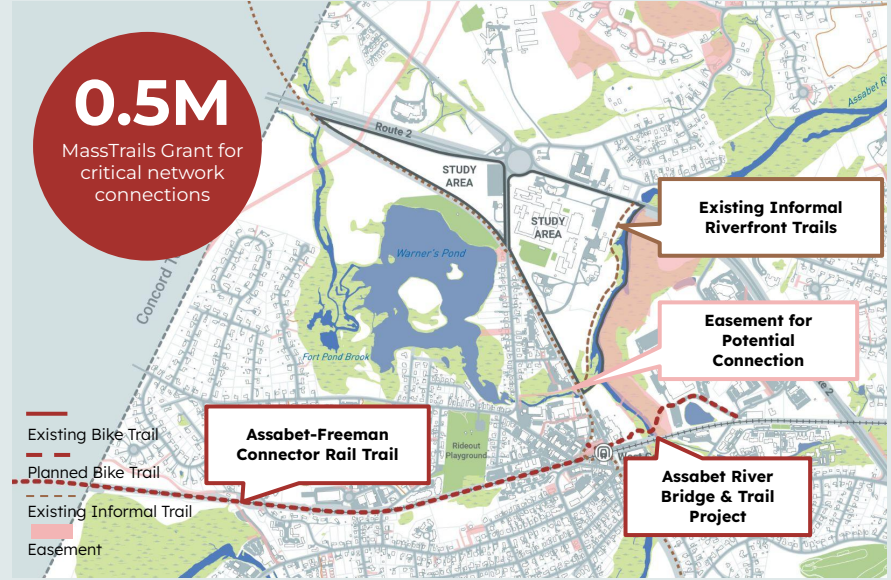 0.5M
MassTrails Grant for
critical network
connections
Route 2
STUDY
AREA
STUDY
AREA
Assabet R
Existing Informal
Riverfront Trails
Warner's Pond
Concord T
Easement for
Potential
Connection
Fort Pond Brook
Existing Bike Trail
Planned Bike Trail
Existing Informal Trail
Easement
Assabet-Freeman
Connector Rail Trail
Rideout
Playground
West
Assabet River
Bridge & Trail
Project